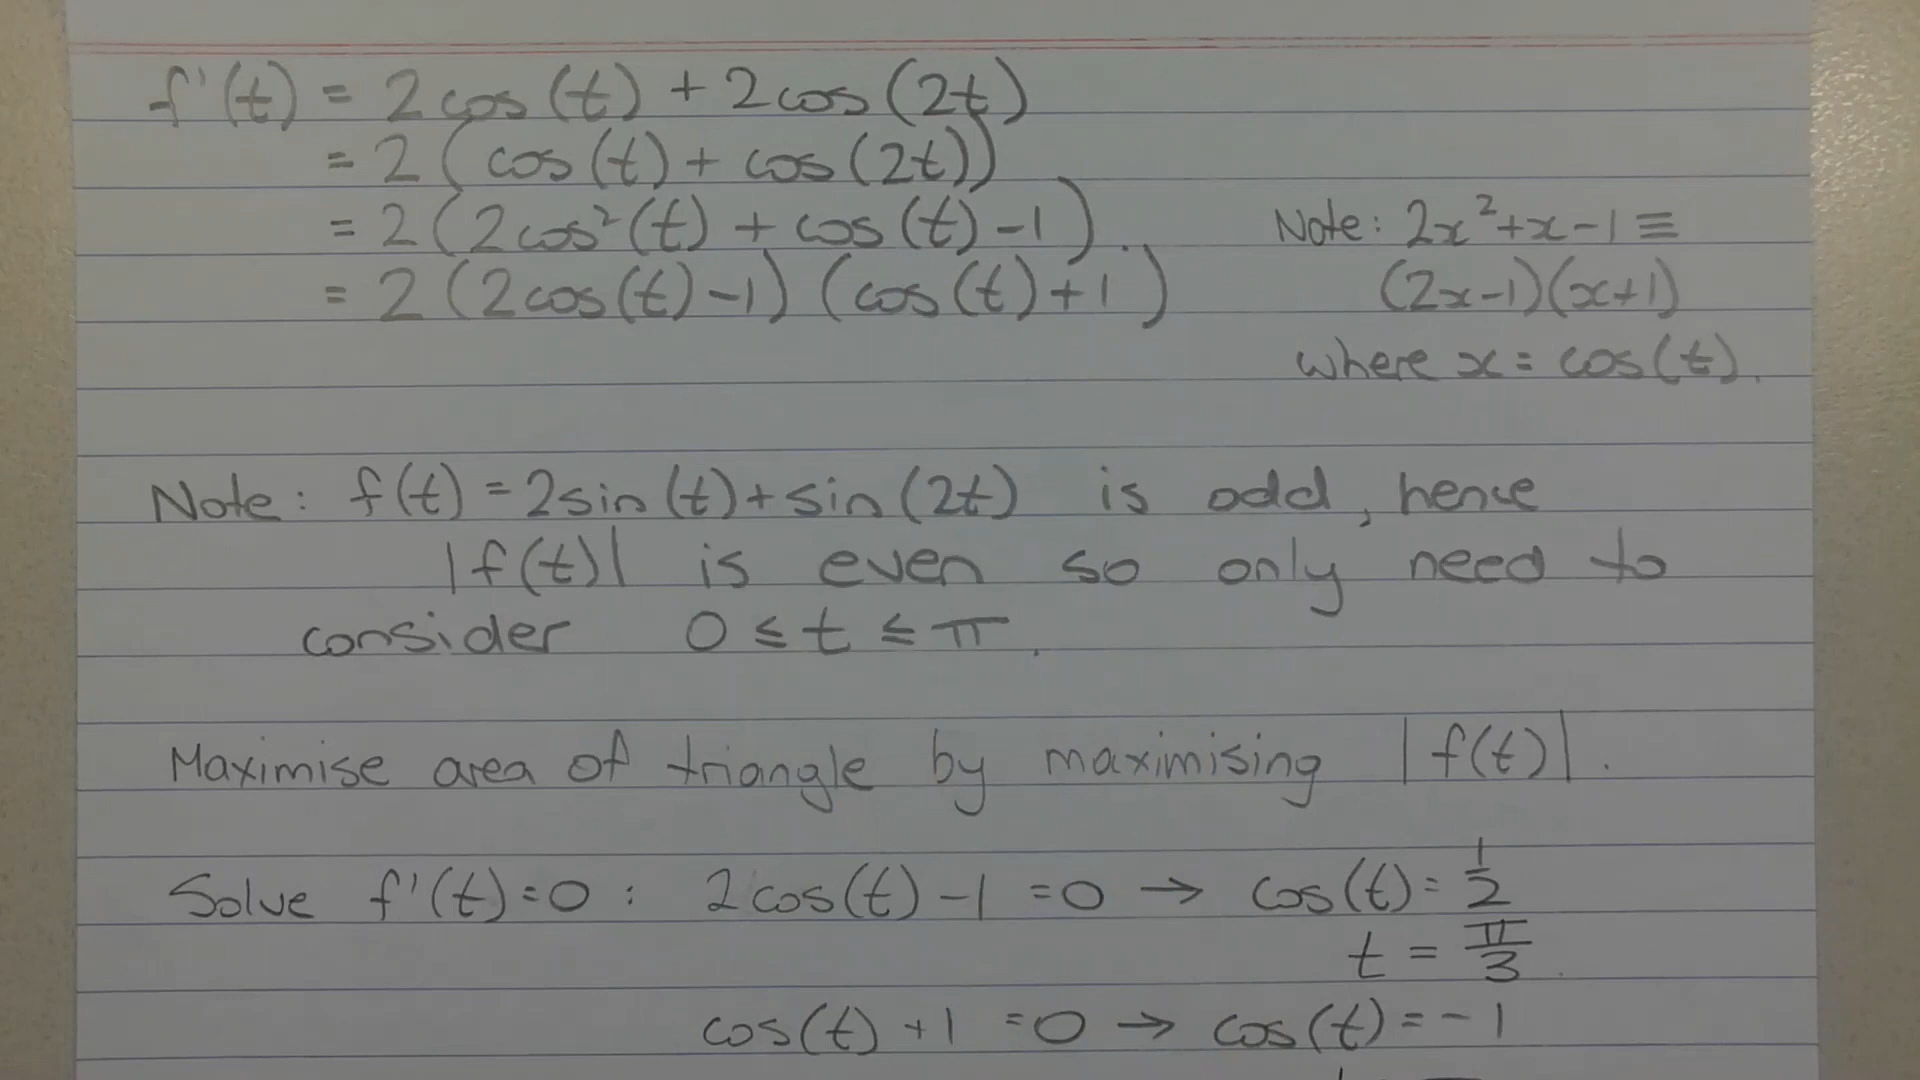 f'(t) = 2cos(t) + 2cos(2t)
= 2(cos(t) + cos(2t))
= 2(2cos²(t) + cos(t) - 1).
= 2(2cos(t) - 1)(cos(t) + 1)
Note: 2x² + x - 1 ≡
(2x-1)(x+1)
where x = cos(t).
Note: f(t) = 2sin(t) + sin(2t) is odd, hence
|f(t)| is even so only need to
consider 0 ≤ t ≤ π.
Maximise area of triangle by maximising |f(t)|.
Solve f'(t)=0 : 2cos(t) - 1 = 0 → cos(t) = 1/2
t = π/3.
cos(t) + 1 = 0 → cos(t) = -1